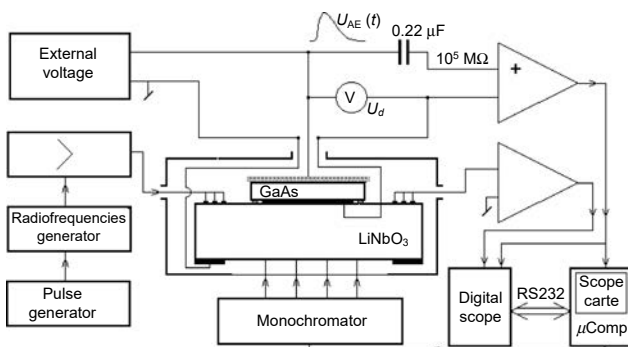 U_AE (t)
0.22 µF
External
voltage
10^5 MΩ
+
V
U_d
GaAs
Radiofrequencies
generator
LiNbO_3
Pulse
generator
Monochromator
Digital
scope
RS232
Scope
carte
µComp